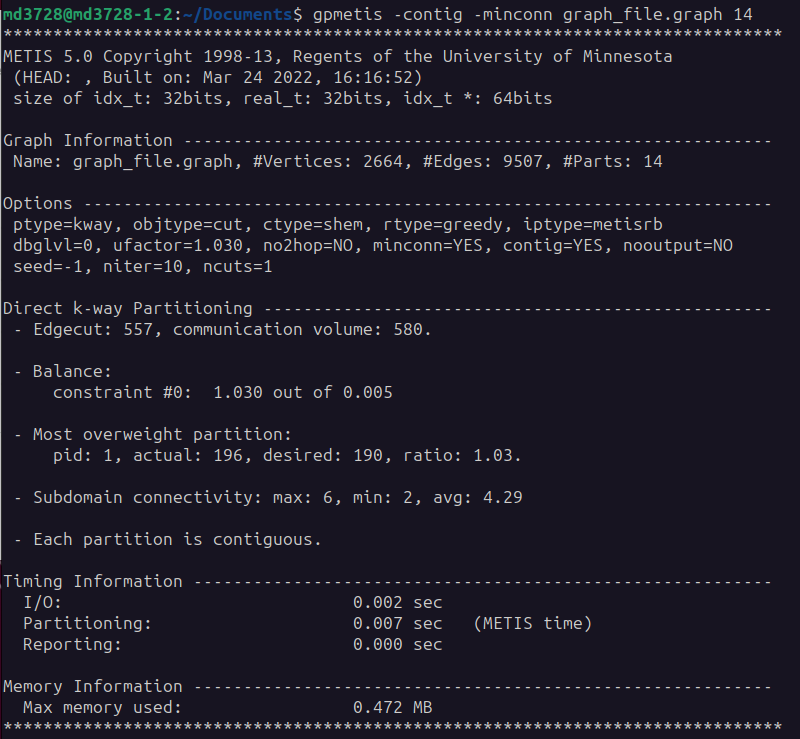 md3728@md3728-1-2:~/Documents$ gpmetis -contig -minconn graph_file.graph 14
******************************************************************************
METIS 5.0 Copyright 1998-13, Regents of the University of Minnesota
 (HEAD: , Built on: Mar 24 2022, 16:16:52)
 size of idx_t: 32bits, real_t: 32bits, idx_t *: 64bits

Graph Information -----------------------------------------------------------
 Name: graph_file.graph, #Vertices: 2664, #Edges: 9507, #Parts: 14

Options ---------------------------------------------------------------------
 ptype=kway, objtype=cut, ctype=shem, rtype=greedy, iptype=metisrb
 dbglvl=0, ufactor=1.030, no2hop=NO, minconn=YES, contig=YES, nooutput=NO
 seed=-1, niter=10, ncuts=1

Direct k-way Partitioning ---------------------------------------------------
 - Edgecut: 557, communication volume: 580.

 - Balance:
     constraint #0:  1.030 out of 0.005

 - Most overweight partition:
     pid: 1, actual: 196, desired: 190, ratio: 1.03.

 - Subdomain connectivity: max: 6, min: 2, avg: 4.29

 - Each partition is contiguous.

Timing Information ----------------------------------------------------------
  I/O:                             0.002 sec
  Partitioning:                    0.007 sec   (METIS time)
  Reporting:                       0.000 sec

Memory Information ----------------------------------------------------------
  Max memory used:                 0.472 MB
******************************************************************************